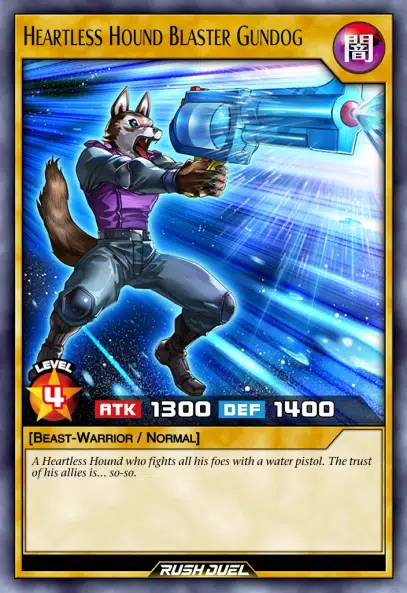 Heartless Hound Blaster Gundog
闇
LEVEL
4
ATK 1300 DEF 1400
[Beast-Warrior / Normal]
A Heartless Hound who fights all his foes with a water pistol. The trust
of his allies is... so-so.
RUSH DUEL